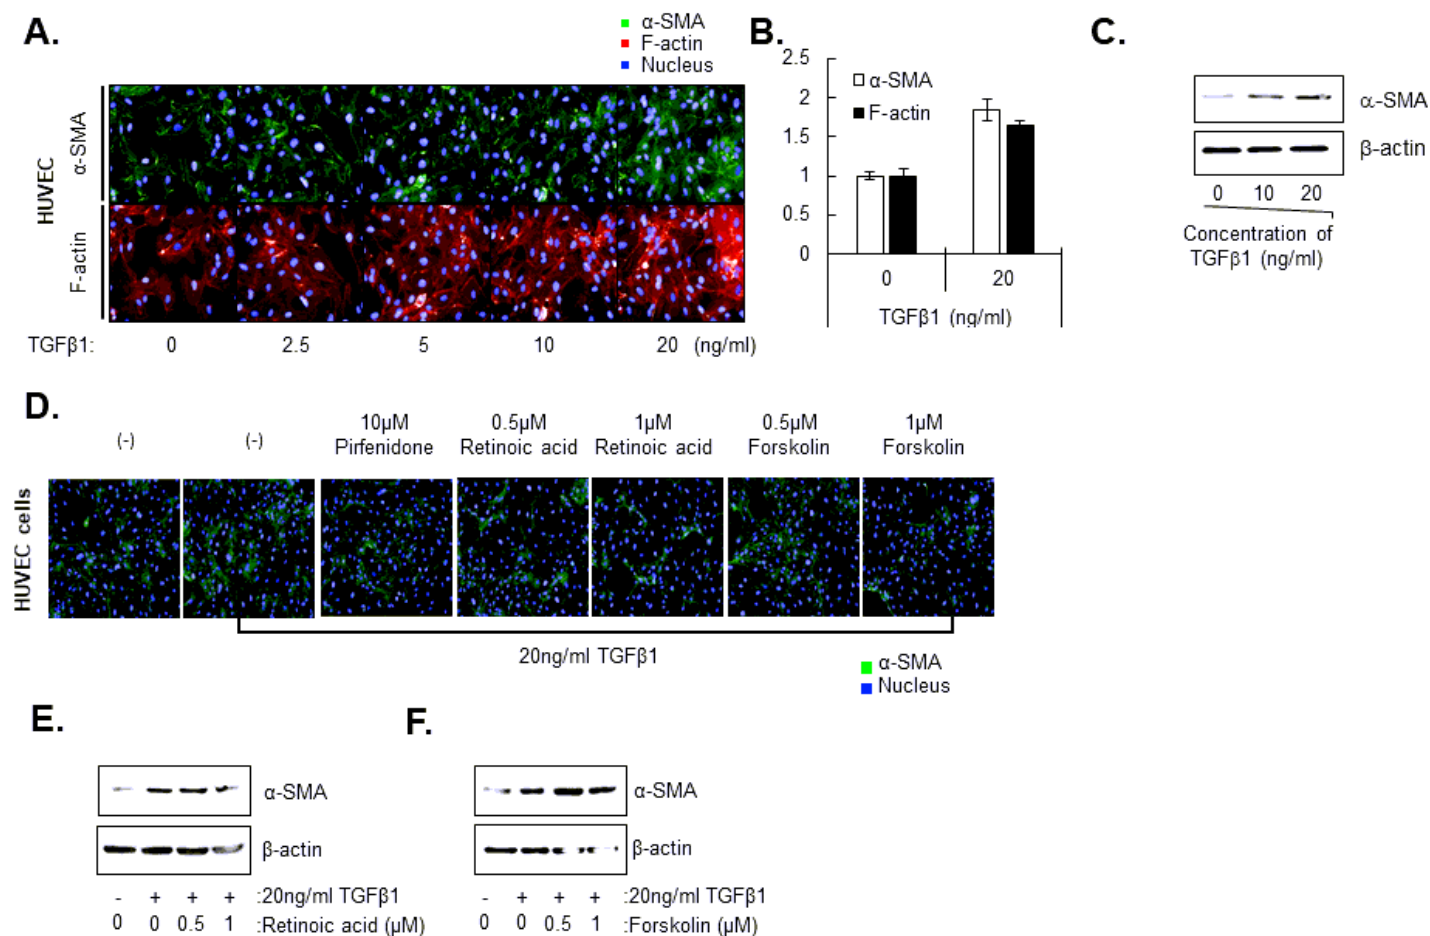 A.
α-SMA
F-actin
Nucleus
HUVEC
α-SMA
F-actin
TGFβ1: 0 2.5 5 10 20 (ng/ml)
B.
2.5
2
1.5
1
0.5
0
α-SMA
F-actin
0 20
TGFβ1 (ng/ml)
C.
α-SMA
β-actin
0 10 20
Concentration of
TGFβ1 (ng/ml)
D.
(-)
(-)
10µM
Pirfenidone
0.5µM
Retinoic acid
1µM
Retinoic acid
0.5µM
Forskolin
1µM
Forskolin
HUVEC cells
20ng/ml TGFβ1
α-SMA
Nucleus
E.
α-SMA
β-actin
- + + + :20ng/ml TGFβ1
0 0 0.5 1 :Retinoic acid (µM)
F.
α-SMA
β-actin
- + + + :20ng/ml TGFβ1
0 0 0.5 1 :Forskolin (µM)